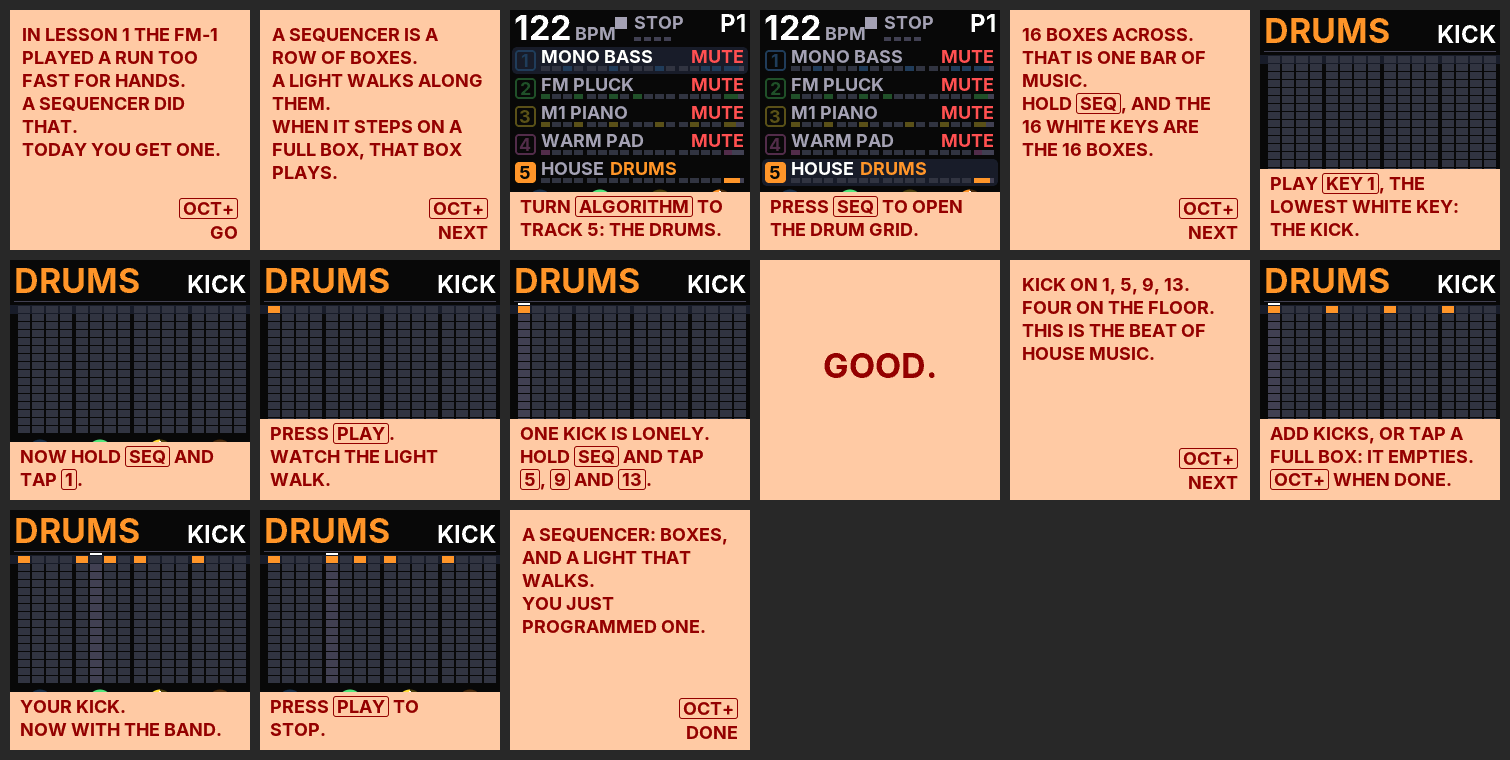 IN LESSON 1 THE FM-1
PLAYED A RUN TOO
FAST FOR HANDS.
A SEQUENCER DID
THAT.
TODAY YOU GET ONE.
OCT+
GO
A SEQUENCER IS A
ROW OF BOXES.
A LIGHT WALKS ALONG
THEM.
WHEN IT STEPS ON A
FULL BOX, THAT BOX
PLAYS.
OCT+
NEXT
122 BPM STOP P1
1 MONO BASS MUTE
2 FM PLUCK MUTE
3 M1 PIANO MUTE
4 WARM PAD MUTE
5 HOUSE DRUMS
TURN ALGORITHM TO
TRACK 5: THE DRUMS.
122 BPM STOP P1
1 MONO BASS MUTE
2 FM PLUCK MUTE
3 M1 PIANO MUTE
4 WARM PAD MUTE
5 HOUSE DRUMS
PRESS SEQ TO OPEN
THE DRUM GRID.
16 BOXES ACROSS.
THAT IS ONE BAR OF
MUSIC.
HOLD SEQ, AND THE
16 WHITE KEYS ARE
THE 16 BOXES.
OCT+
NEXT
DRUMS KICK
PLAY KEY 1, THE
LOWEST WHITE KEY:
THE KICK.
DRUMS KICK
NOW HOLD SEQ AND
TAP 1.
DRUMS KICK
PRESS PLAY.
WATCH THE LIGHT
WALK.
DRUMS KICK
ONE KICK IS LONELY.
HOLD SEQ AND TAP
5, 9 AND 13.
GOOD.
KICK ON 1, 5, 9, 13.
FOUR ON THE FLOOR.
THIS IS THE BEAT OF
HOUSE MUSIC.
OCT+
NEXT
DRUMS KICK
ADD KICKS, OR TAP A
FULL BOX: IT EMPTIES.
OCT+ WHEN DONE.
DRUMS KICK
YOUR KICK.
NOW WITH THE BAND.
DRUMS KICK
PRESS PLAY TO
STOP.
A SEQUENCER: BOXES,
AND A LIGHT THAT
WALKS.
YOU JUST
PROGRAMMED ONE.
OCT+
DONE